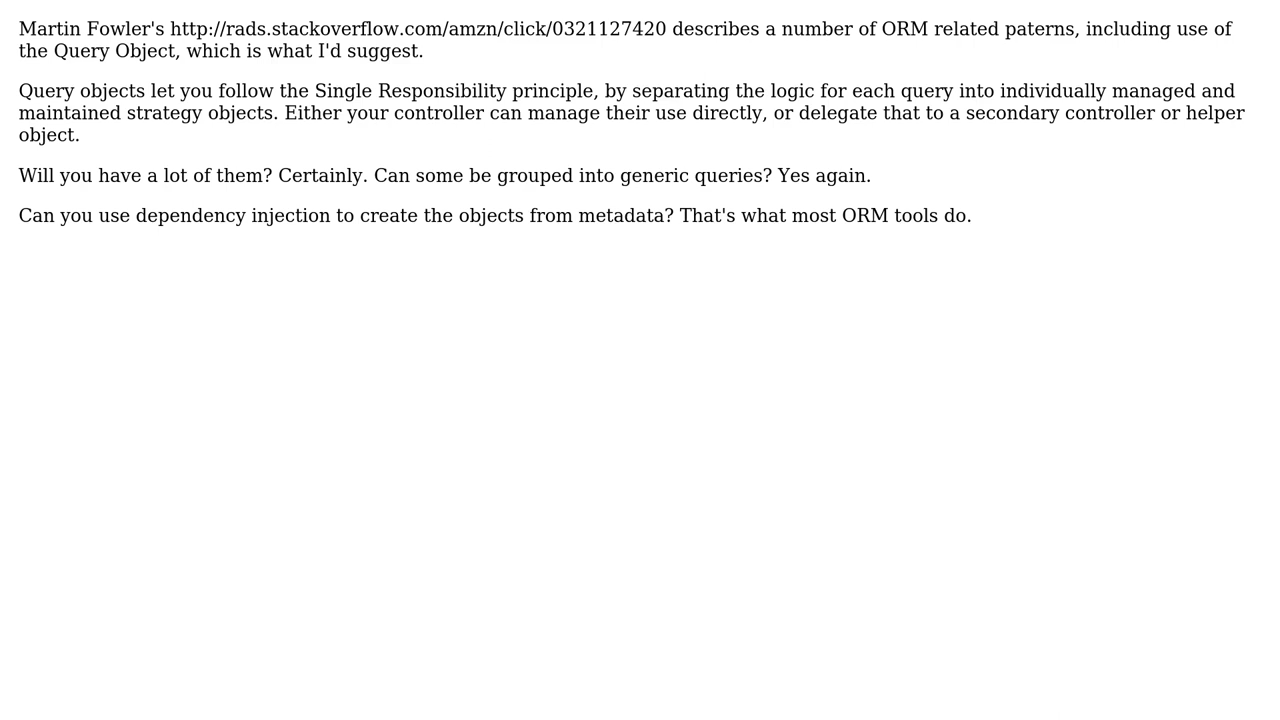 Martin Fowler's http://rads.stackoverflow.com/amzn/click/0321127420 describes a number of ORM related paterns, including use of
the Query Object, which is what I'd suggest.
Query objects let you follow the Single Responsibility principle, by separating the logic for each query into individually managed and
maintained strategy objects. Either your controller can manage their use directly, or delegate that to a secondary controller or helper
object.
Will you have a lot of them? Certainly. Can some be grouped into generic queries? Yes again.
Can you use dependency injection to create the objects from metadata? That's what most ORM tools do.